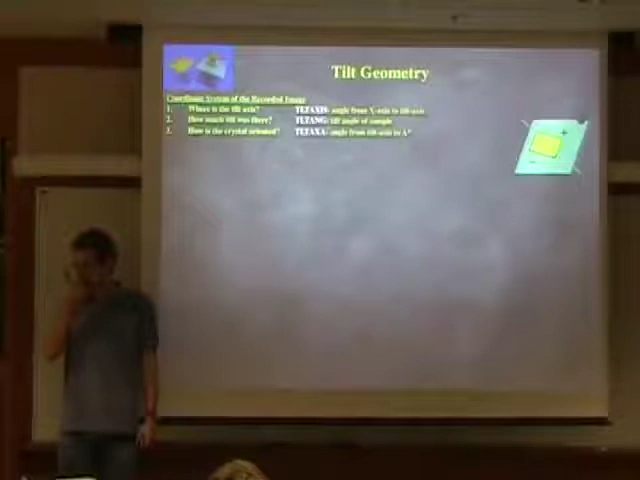 Tilt Geometry
Coordinate System of the Recorded Image
1. Where is the tilt axis? TLTAXIS- angle from X-axis to tilt-axis
2. How much tilt was there? TLTANG- tilt angle of sample
3. How is the crystal oriented? TLTAXA- angle from tilt-axis to A*